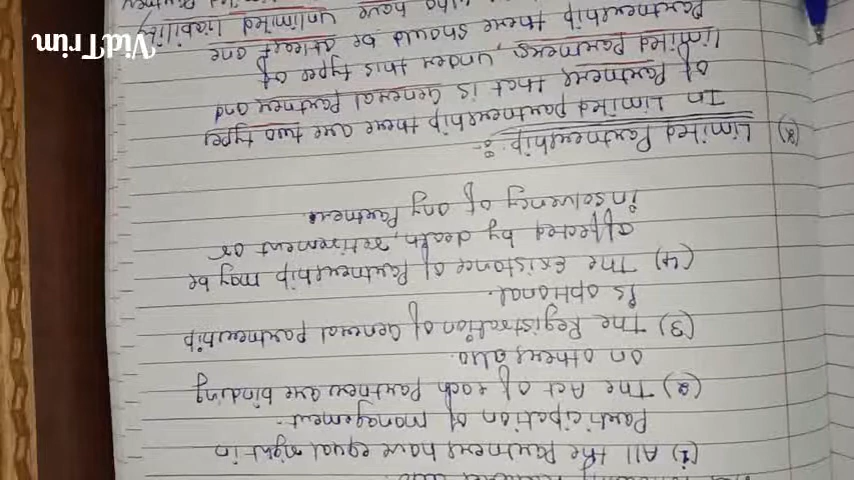 (1) All the Partners have equal right in
Participation of management.
(2) The Act of each Partners are binding
on others also.
(3) The Registration of General partnership
is optional.
(4) The Existance of Partnership may be
affected by death, retirement or
insolvency of any Partners.
(8) Limited Partnership :-
In Limited partnership there are two types
of Partners that is General Partners and
Limited Partners, Under this types of
Partnership there should be atleast one
who have Unlimited liability
VidTrim